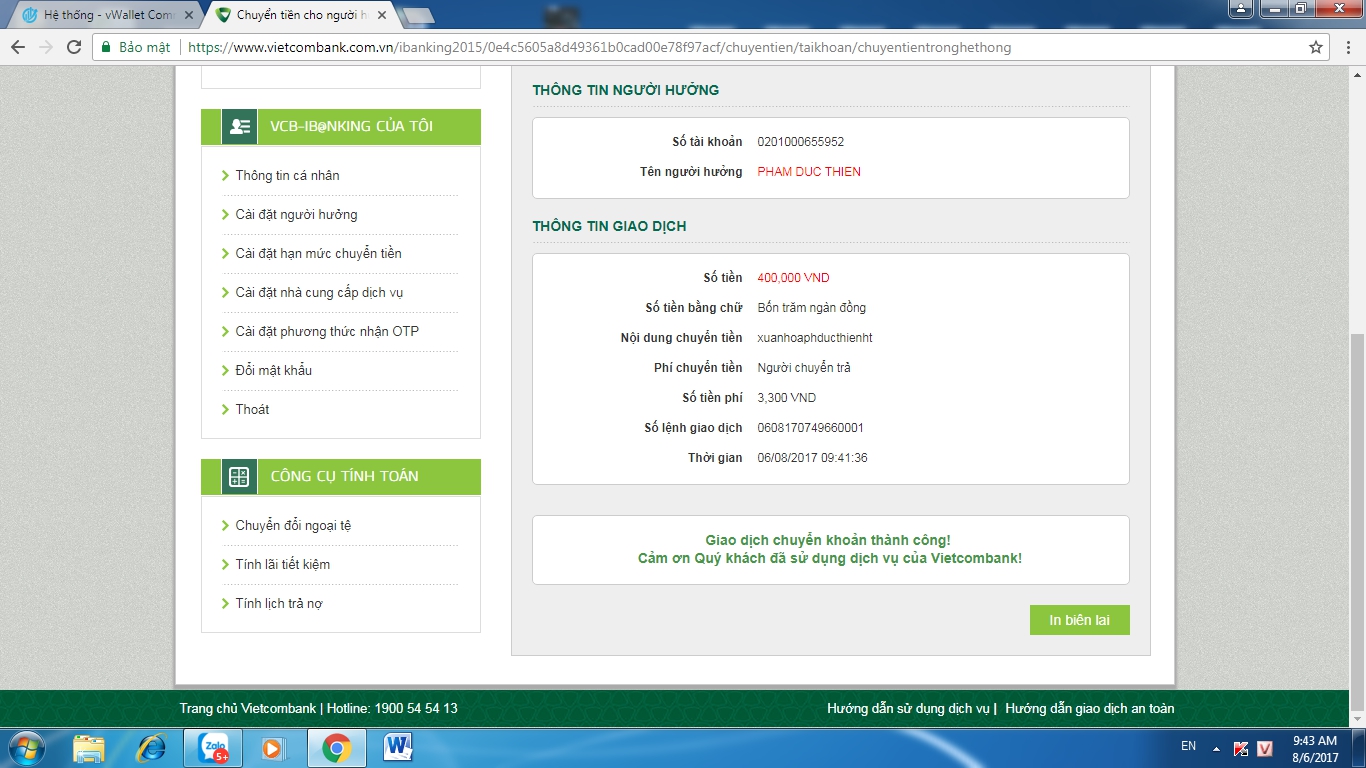 Hệ thống - vWallet Com
Chuyển tiền cho người h
Bảo mật
https://www.vietcombank.com.vn/ibanking2015/0e4c5605a8d49361b0cad00e78f97acf/chuyentien/taikhoan/chuyentientronghethong
VCB-IB@NKING CỦA TÔI
Thông tin cá nhân
Cài đặt người hưởng
Cài đặt hạn mức chuyển tiền
Cài đặt nhà cung cấp dịch vụ
Cài đặt phương thức nhận OTP
Đổi mật khẩu
Thoát
CÔNG CỤ TÍNH TOÁN
Chuyển đổi ngoại tệ
Tính lãi tiết kiệm
Tính lịch trả nợ
THÔNG TIN NGƯỜI HƯỞNG
Số tài khoản 0201000655952
Tên người hưởng PHAM DUC THIEN
THÔNG TIN GIAO DỊCH
Số tiền 400,000 VND
Số tiền bằng chữ Bốn trăm ngàn đồng
Nội dung chuyển tiền xuanhoaphducthienht
Phí chuyển tiền Người chuyển trả
Số tiền phí 3,300 VND
Số lệnh giao dịch 0608170749660001
Thời gian 06/08/2017 09:41:36
Giao dịch chuyển khoản thành công!
Cảm ơn Quý khách đã sử dụng dịch vụ của Vietcombank!
In biên lai
Trang chủ Vietcombank | Hotline: 1900 54 54 13
Hướng dẫn sử dụng dịch vụ | Hướng dẫn giao dịch an toàn
Zalo
5+
W
EN
V
9:43 AM
8/6/2017